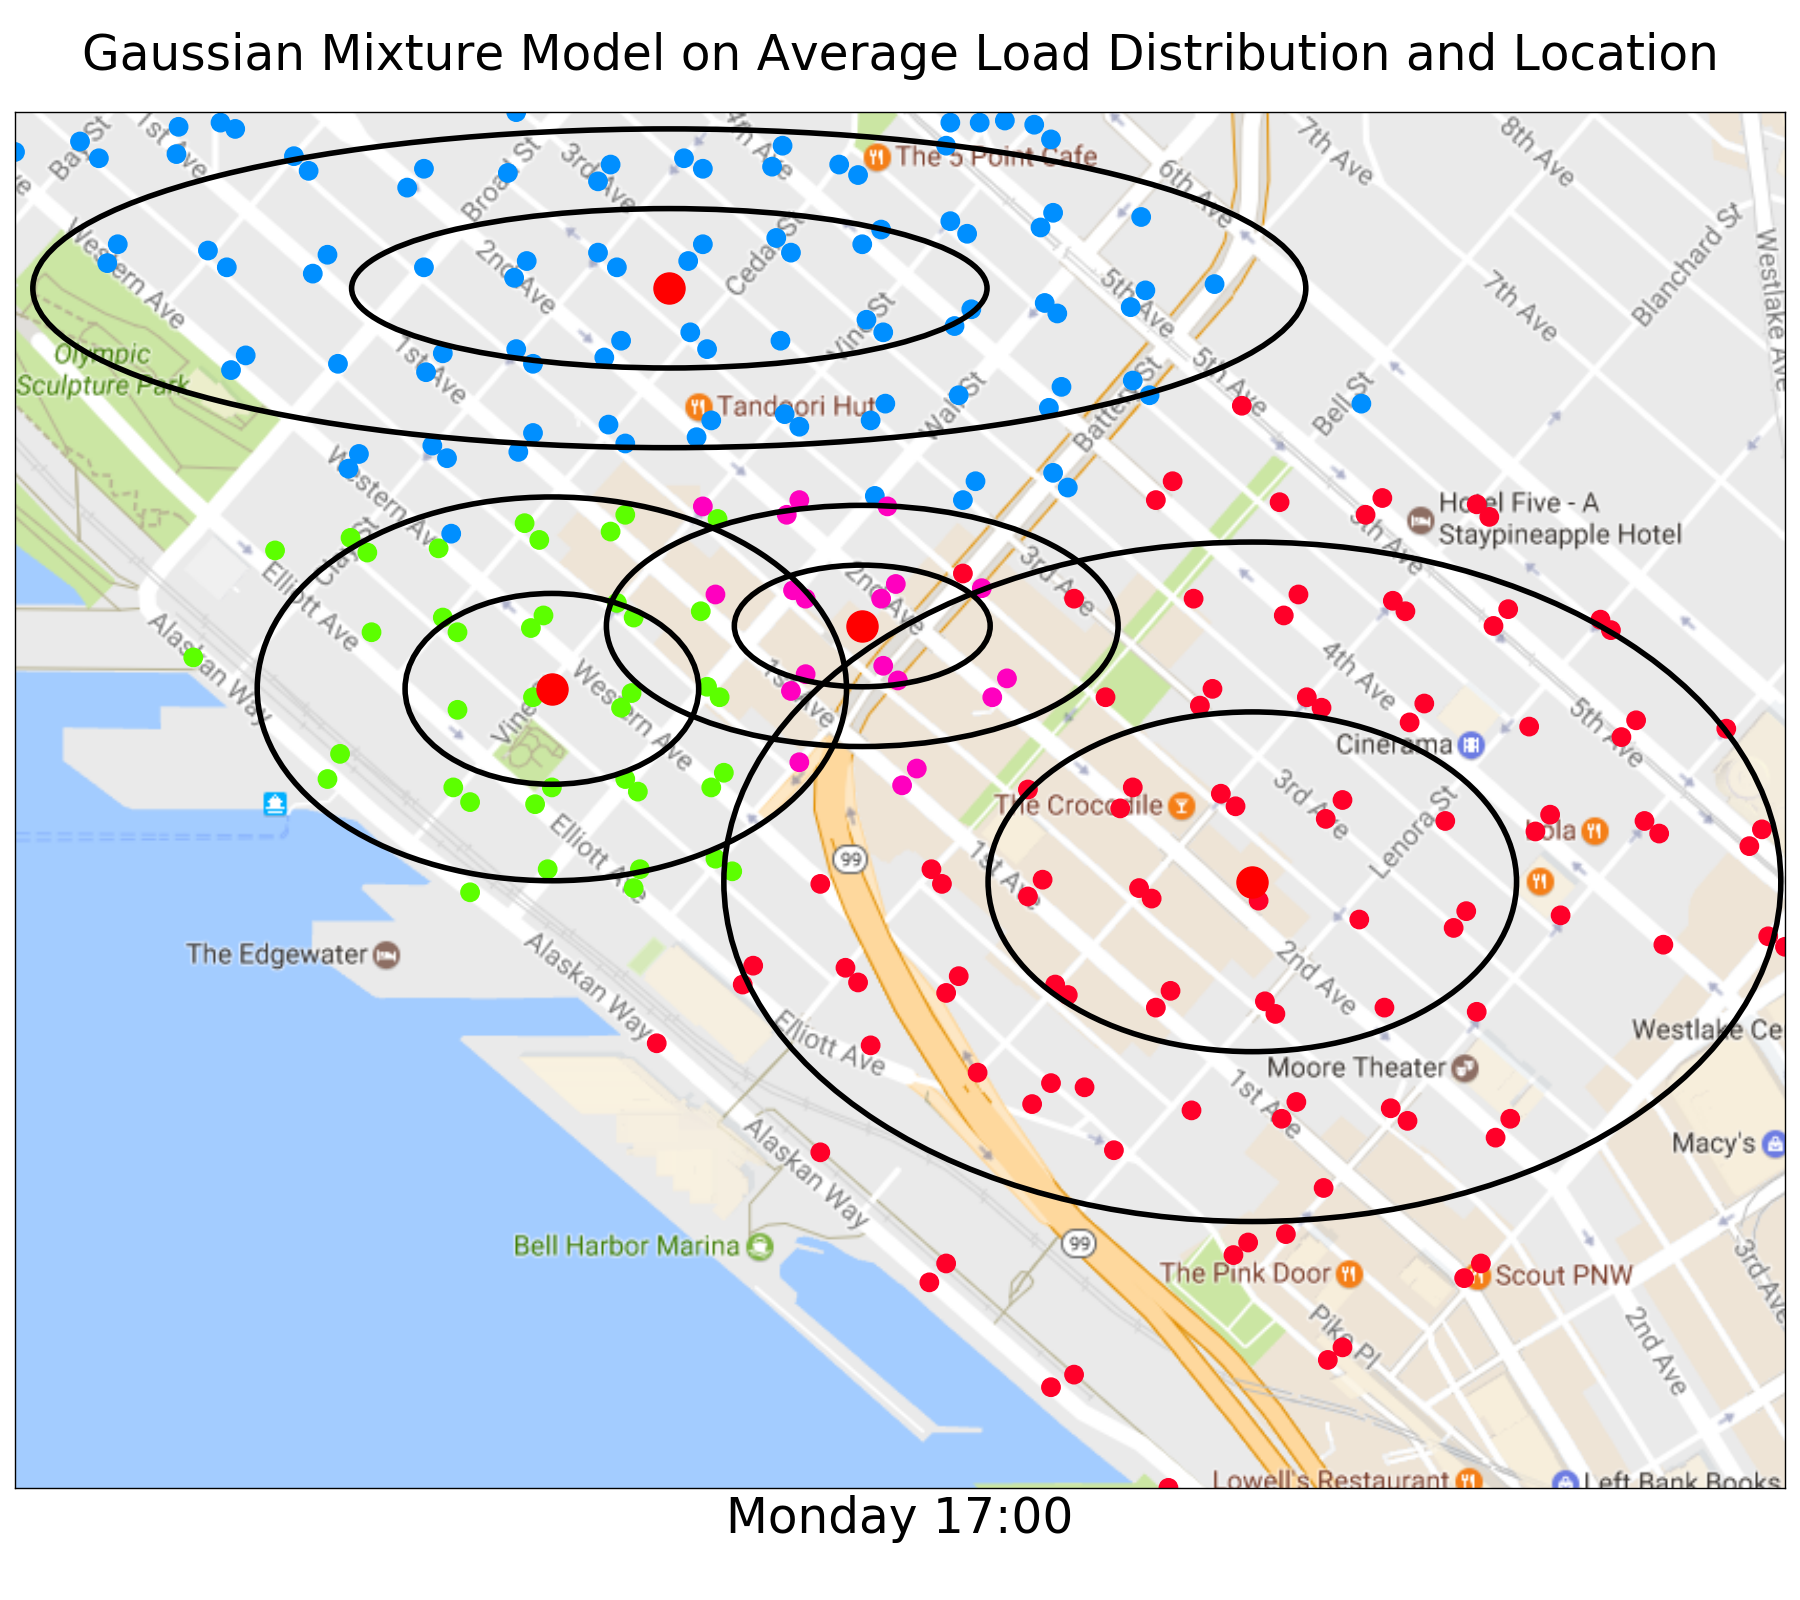 Gaussian Mixture Model on Average Load Distribution and Location
Bay St
1st Ave
Broad St
3rd Ave
The 5 Point Cafe
6th Ave
7th Ave
8th Ave
Westlake Ave
Blanchard St
Western Ave
2nd Ave
Cedar St
Vine St
5th Ave
7th Ave
Olympic
Sculpture Park
1st Ave
Tandoori Hut
Wall St
Battery St
5th Ave
Bell St
Western Ave
Clay St
Elliott Ave
Hotel Five - A
Staypineapple Hotel
5th Ave
3rd Ave
2nd Ave
Alaskan Way
Western Ave
1st Ave
4th Ave
5th Ave
Cinerama
The Crocodile
3rd Ave
Lenora St
Lola
Elliott Ave
99
1st Ave
The Edgewater
Alaskan Way
2nd Ave
Elliott Ave
Westlake Ce
Moore Theater
1st Ave
Macy's
Alaskan Way
Bell Harbor Marina
99
The Pink Door
Scout PNW
3rd Ave
Pike Pl
2nd Ave
Lowell's Restaurant
Left Bank Books
Monday 17:00